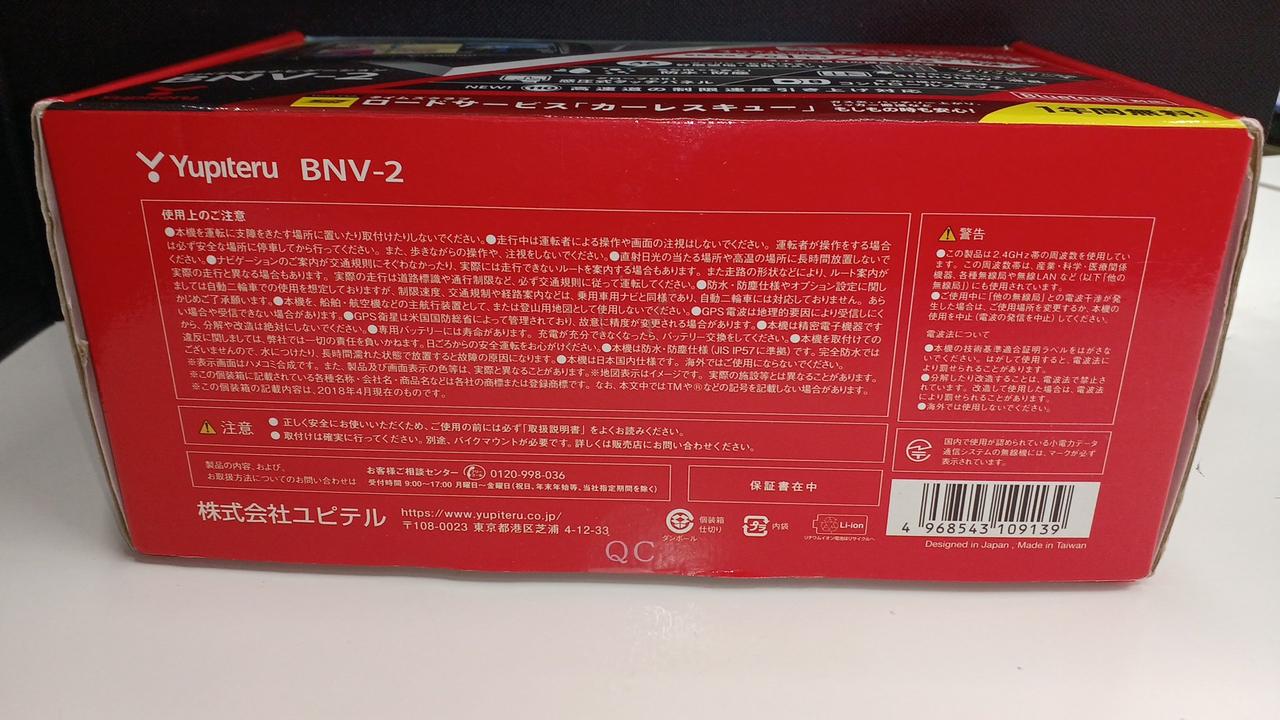 BNV-2
防水・防塵
NEW! 高速道の制限速度引き上げ対応
ロードサービス「カーレスキュー」 もしもの時も安心!
Bluetooth
1年間無料
Yupiteru BNV-2
使用上のご注意
●本機を運転に支障をきたす場所に置いたり取付けたりしないでください。●走行中は運転者による操作や画面の注視はしないでください。運転者が操作をする場合
は必ず安全な場所に停車してから行ってください。また、歩きながらの操作や、注視をしないでください。●直射日光の当たる場所や高温の場所に長時間放置しないで
ください。●ナビゲーションのご案内が交通規則にそぐわなかったり、実際には走行できないルートを案内する場合もあります。また走路の形状などにより、ルート案内が
実際の走行と異なる場合もあります。実際の走行は道路標識や通行制限など、必ず交通規則に従って運転してください。●防水・防塵仕様やオプション設定に関し
ましては自動二輪車での使用を想定しておりますが、制限速度、交通規制や経路案内などは、乗用車用ナビと同様であり、自動二輪車には対応しておりません。あら
かじめご了承願います。●本機を、船舶・航空機などの主航行装置として、または登山用地図として使用しないでください。●GPS電波は地理的要因により受信しにく
い場合や受信できない場合があります。●GPS衛星は米国国防総省によって管理されており、故意に精度が変更される場合があります。●本機は精密電子機器です
から、分解や改造は絶対にしないでください。●専用バッテリーには寿命があります。充電が充分できなくなったら、バッテリー交換をしてください。●本機を取付けての
違反に関しましては、弊社では一切の責任を負いかねます。日ごろからの安全運転をおこころがけください。●本機は防水・防塵仕様(JIS IP57に準拠)です。完全防水では
ございませんので、水につけたり、長時間濡れた状態で放置すると故障の原因になります。●本機は日本国内仕様です。海外ではご使用にならないでください。
※表示画面はハメコミ合成です。また、製品及び画面表示の色等は、実際と異なることがあります。※地図表示はイメージです。実際の施設等とは異なることがあります。
※この個装箱に記載されている各種名称・会社名・商品名などは各社の商標または登録商標です。なお、本文中ではTMや®などの記号を記載しない場合があります。
※この個装箱の記載内容は、2018年4月現在のものです。
警告
●この製品は2.4GHz帯の周波数を使用してい
ます。この周波数帯は、産業・科学・医療関係
機器、各種無線局や無線LANなど(以下「他の
無線局」)にも使用されています。
●ご使用中に「他の無線局」との電波干渉が発
生した場合は、ご使用場所を変更するか、本機の
使用を中止(電波の発信を中止)してください。
電波法について
●本機の技術基準適合証明ラベルをはがさな
いでください。はがして使用すると、電波法に
より罰せられることがあります。
●分解したり改造することは、電波法で禁止さ
れています。改造して使用した場合は、電波法
により罰せられることがあります。
●海外では使用しないでください。
注意
●正しく安全にお使いいただくため、ご使用の前には必ず「取扱説明書」をよくお読みください。
●取付けは確実に行ってください。別途、バイクマウントが必要です。詳しくは販売店にお問い合わせください。
国内で使用が認められている小電力データ
通信システムの無線機には、マークが必ず
表示されています。
製品の内容、および、
お取扱方法についてのお問い合わせは
お客様ご相談センター 0120-998-036
受付時間 9:00~17:00 月曜日~金曜日(祝日、年末年始等、当社指定期間を除く)
保証書在中
株式会社ユピテル
https://www.yupiteru.co.jp/
〒108-0023 東京都港区芝浦 4-12-33
ダンボール
個装箱
仕切り
プラ
内袋
Li-ion
リチウムイオン電池はリサイクルへ
4 968543 109139
Designed in Japan , Made in Taiwan
QC